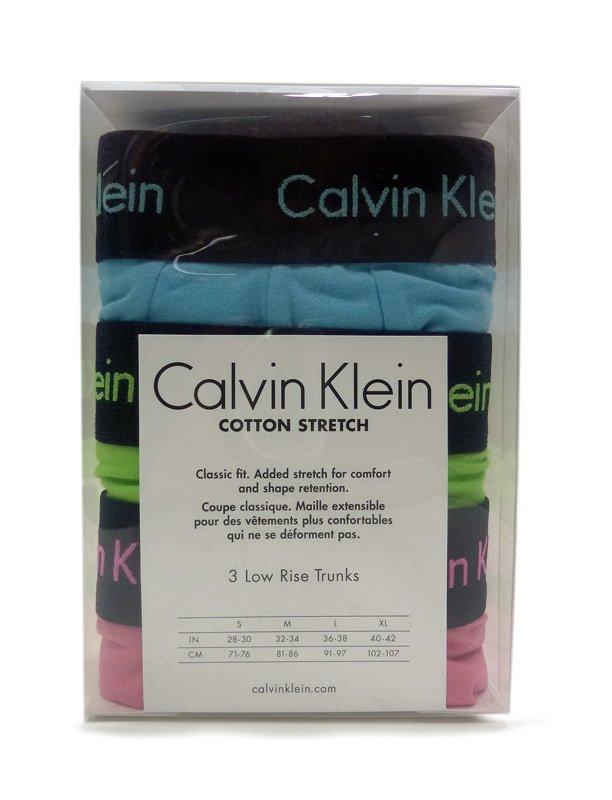 lein Calvin Kle
Calvin Klein
COTTON STRETCH
ein ein
Classic fit. Added stretch for comfort
and shape retention.
Coupe classique. Maille extensible
pour des vêtements plus confortables
qui ne se déforment pas.
n K n K
3 Low Rise Trunks
S M L XL
IN 28-30 32-34 36-38 40-42
CM 71-76 81-86 91-97 102-107
calvinklein.com